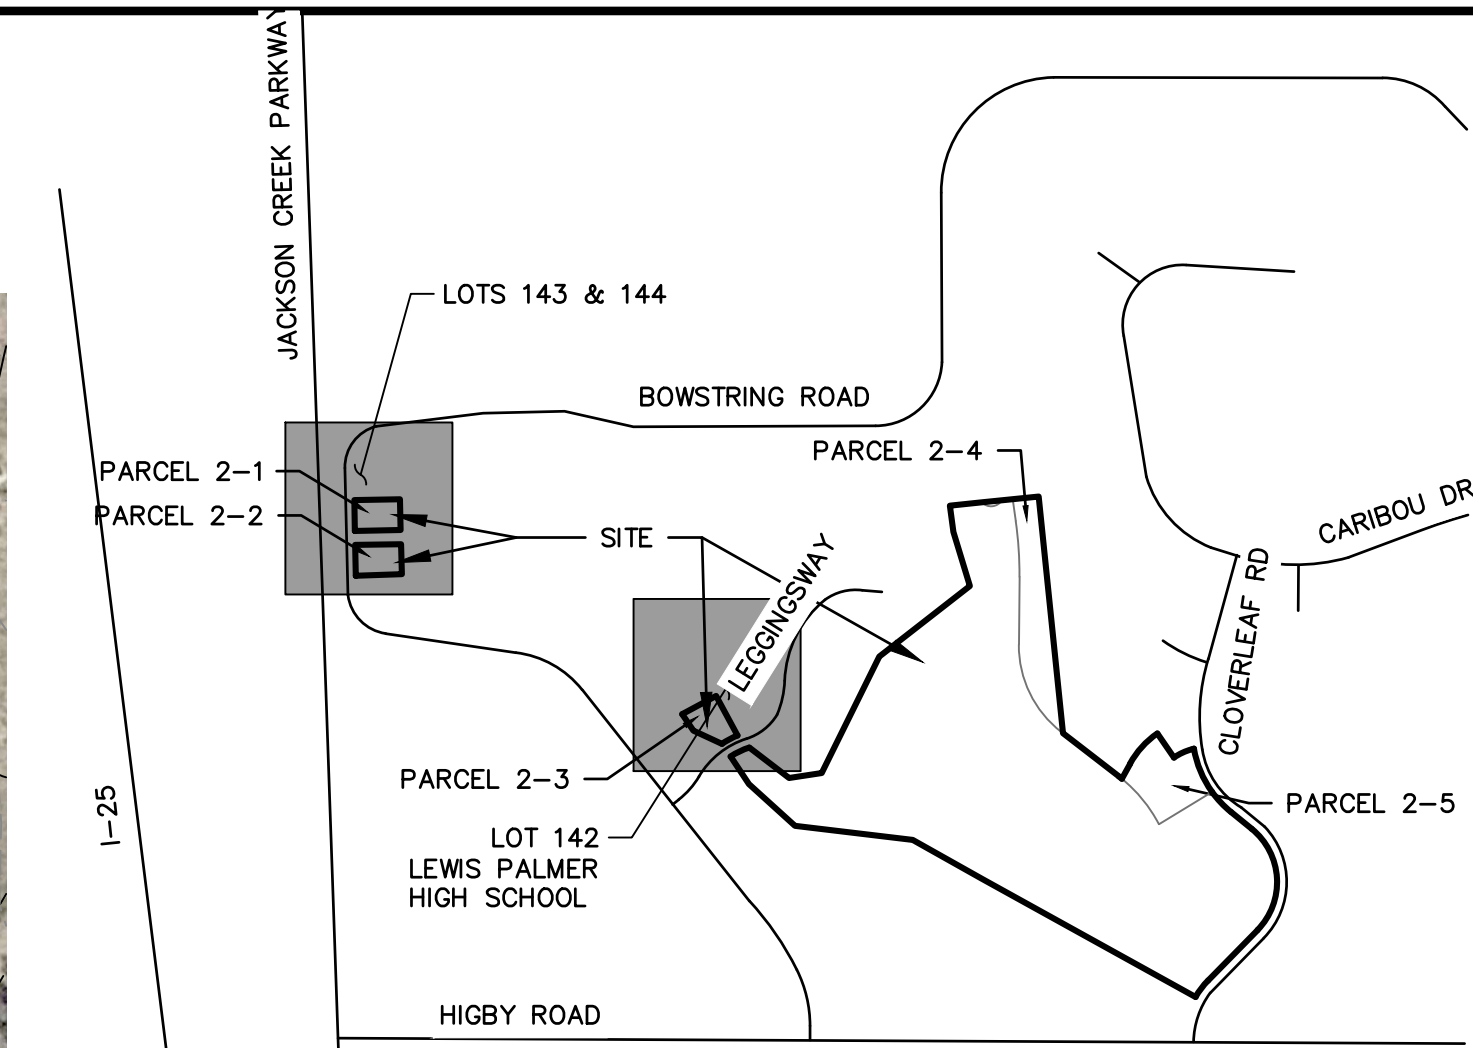 JACKSON CREEK PARKWAY
LOTS 143 & 144
BOWSTRING ROAD
PARCEL 2-4
PARCEL 2-1
PARCEL 2-2
SITE
CARIBOU DR
LEGGINGSWAY
CLOVERLEAF RD
PARCEL 2-3
PARCEL 2-5
I-25
LOT 142
LEWIS PALMER
HIGH SCHOOL
HIGBY ROAD